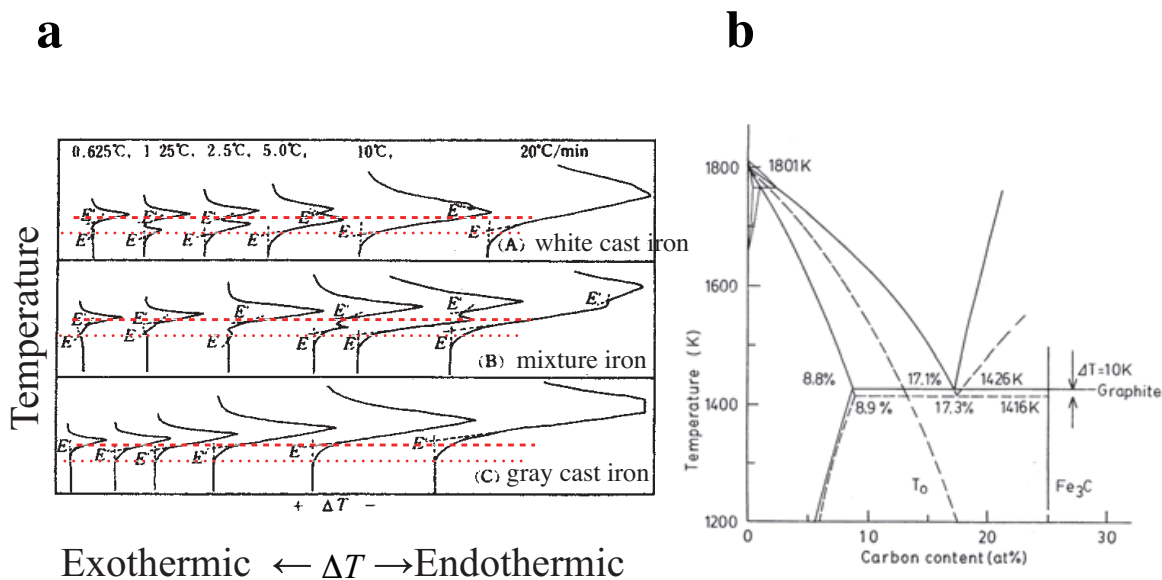 a
b
0.625℃, 1 25℃, 2.5℃, 5.0℃, 10℃, 20°C/min
E' E' E' E' E'
E E E E E E
(A) white cast iron
E' E' E' E' E' E'
E E E E E E
(B) mixture iron
E' E' E' E' E' E'
(C) gray cast iron
+ ΔT −
Temperature
Exothermic ← ΔT → Endothermic
1800
1600
1400
1200
Temperature (K)
1801K
8.8%
17.1%
1426K
ΔT=10K
Graphite
8.9 %
17.3%
1416K
T₀
Fe₃C
0
10
20
30
Carbon content (at%)